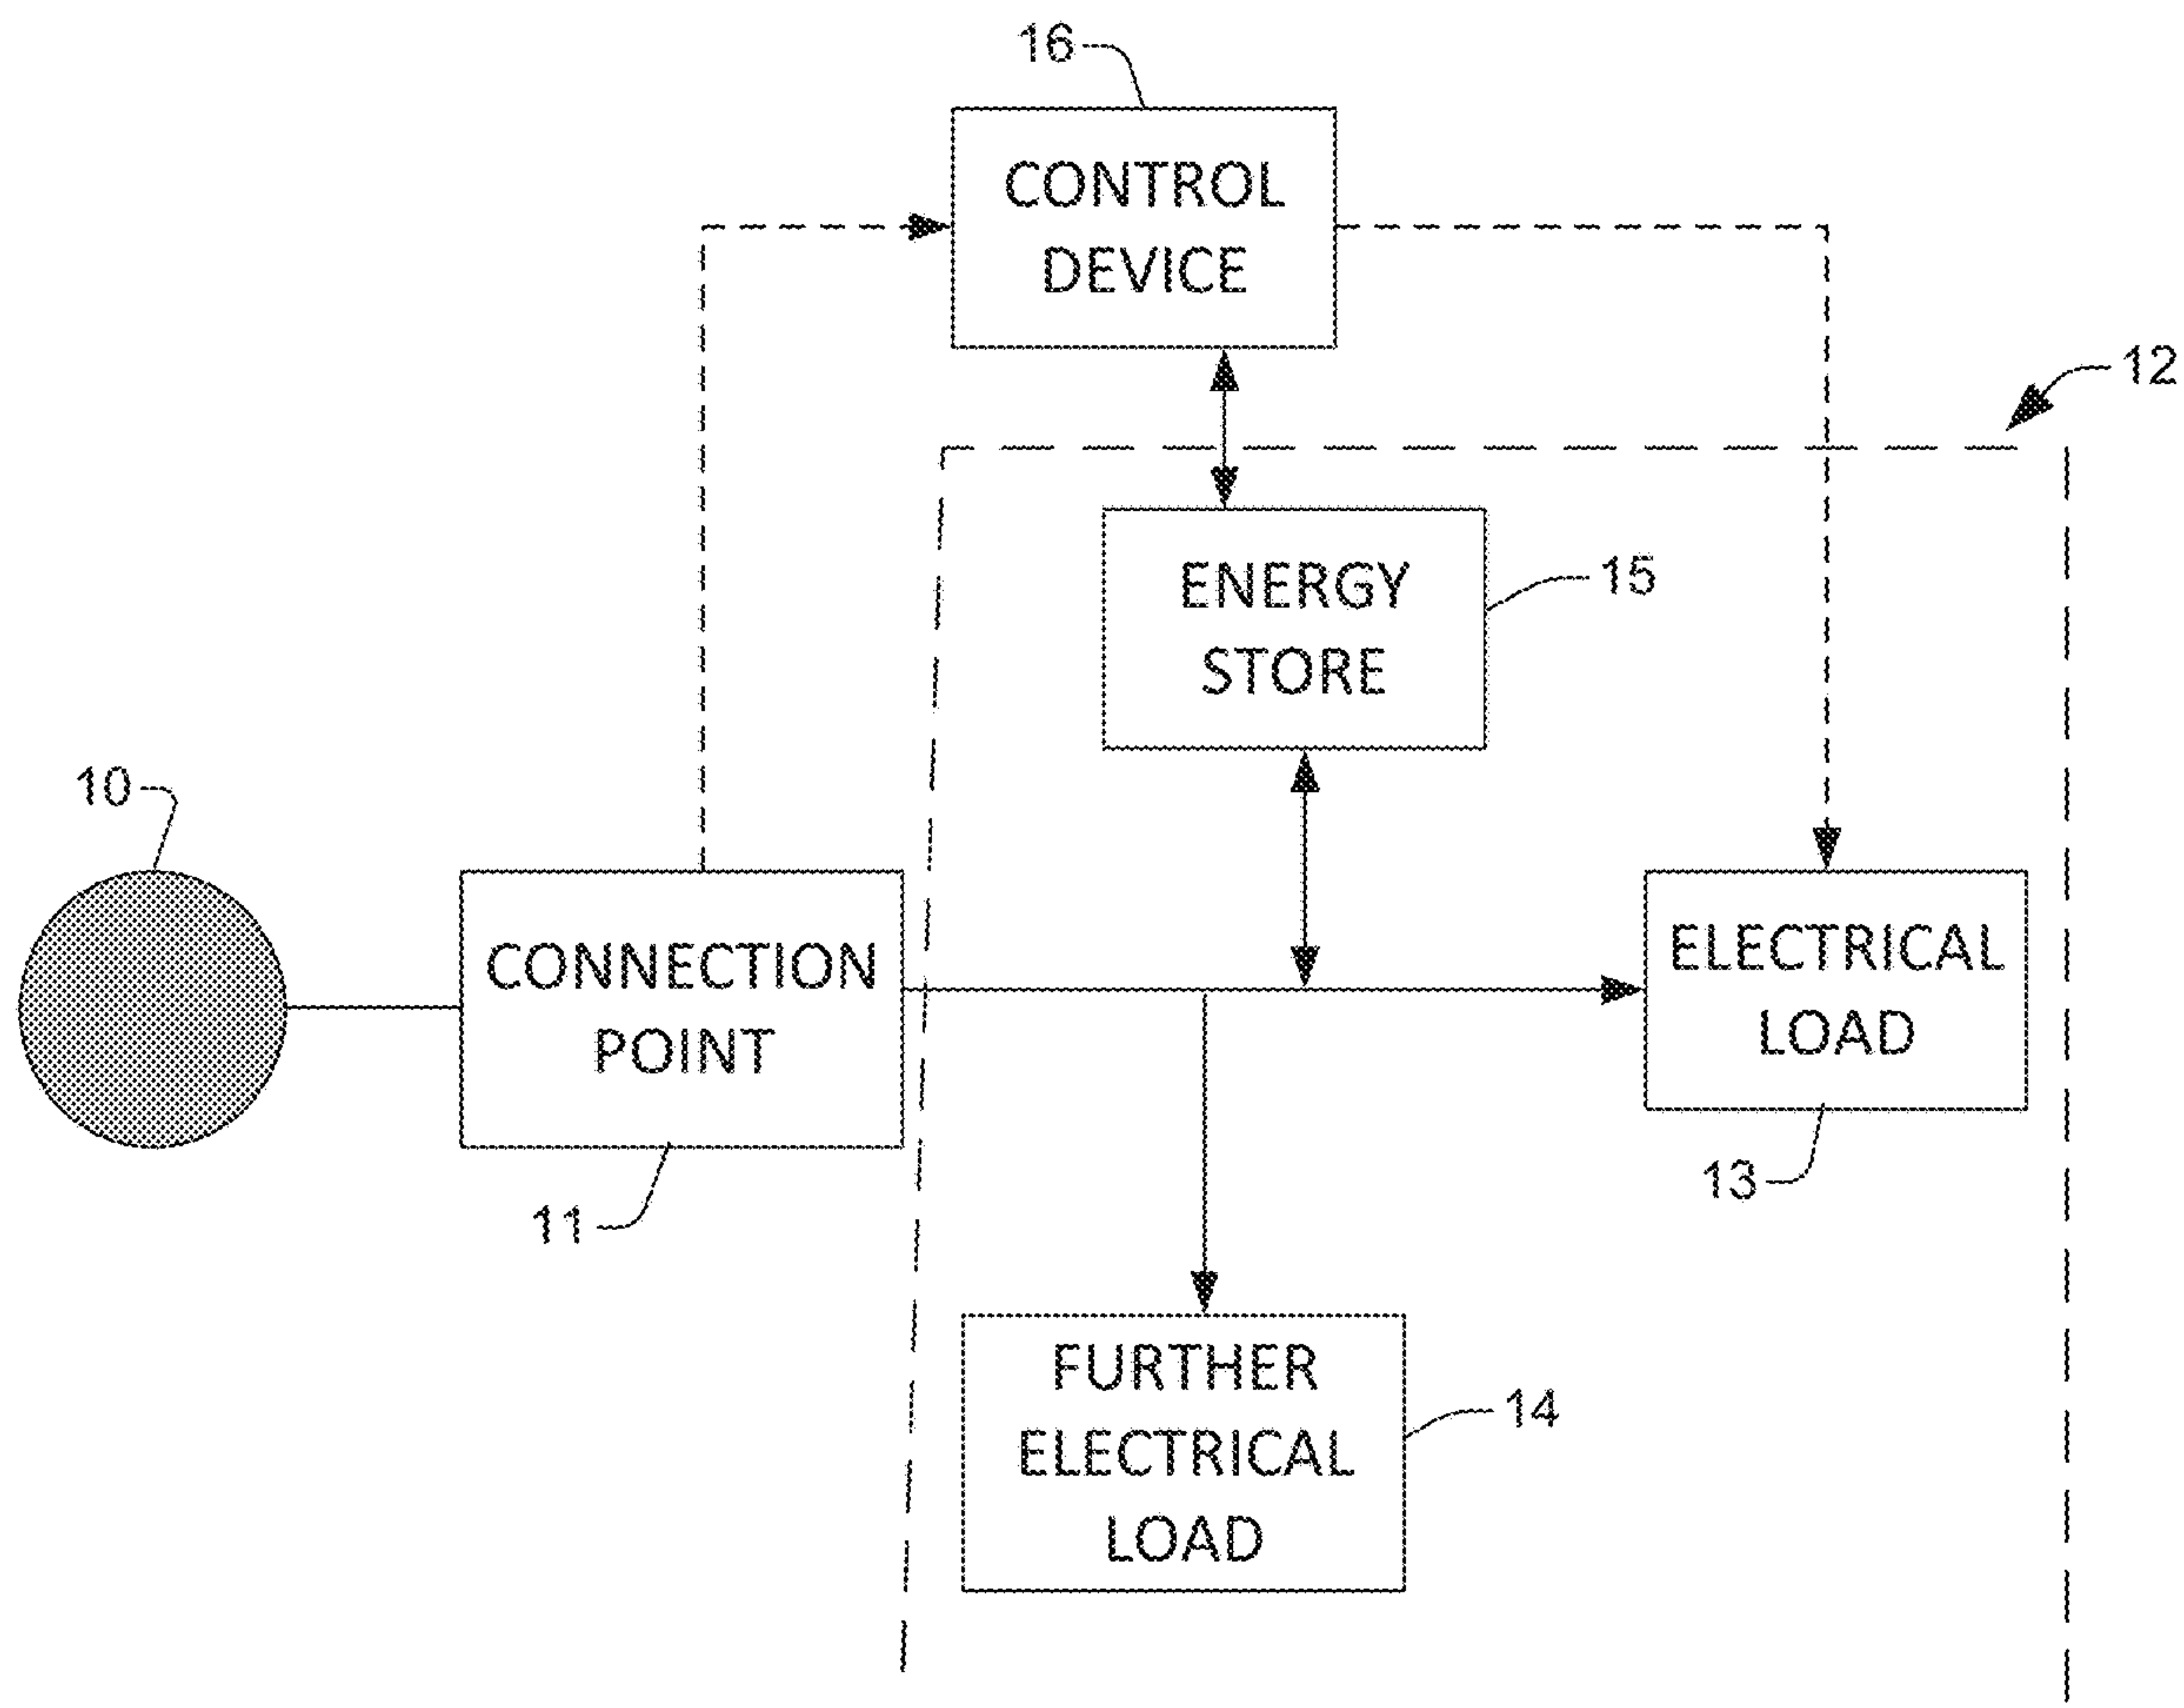 16
CONTROL
DEVICE
12
ENERGY
STORE
15
10
CONNECTION
POINT
ELECTRICAL
LOAD
13
11
FURTHER
ELECTRICAL
LOAD
14